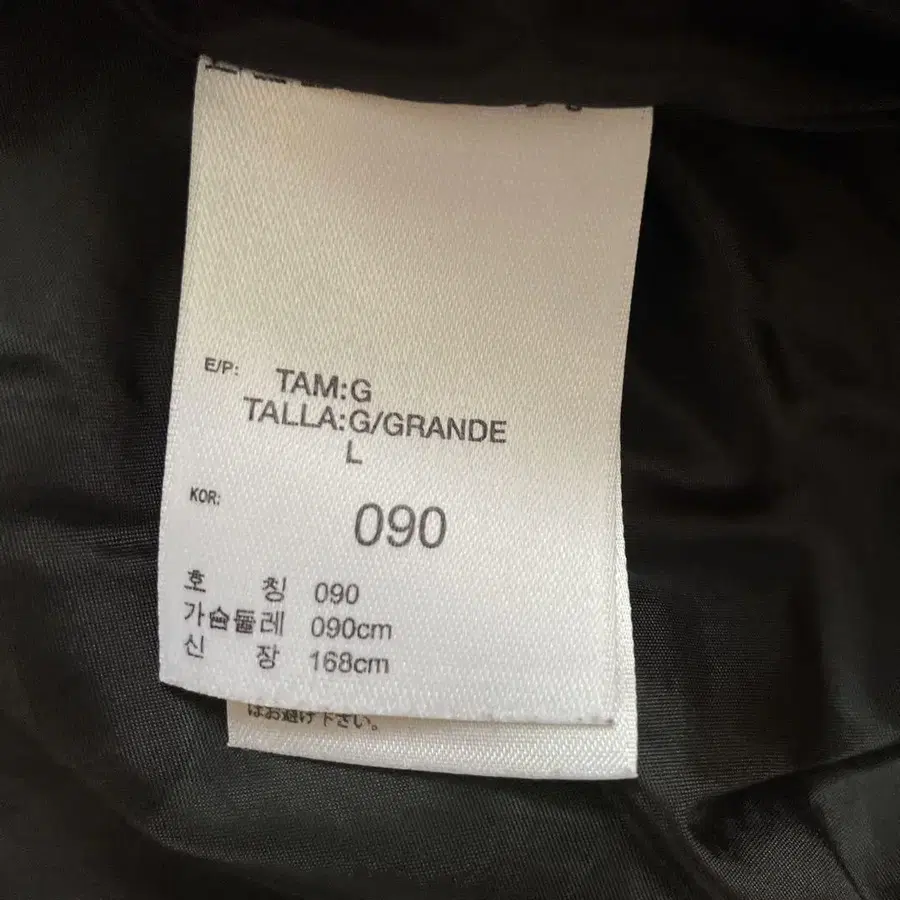 E/P: TAM:G
TALLA:G/GRANDE
L
KOR: 090
호 칭 090
가슴둘레 090cm
신 장 168cm
はお避け下さい。